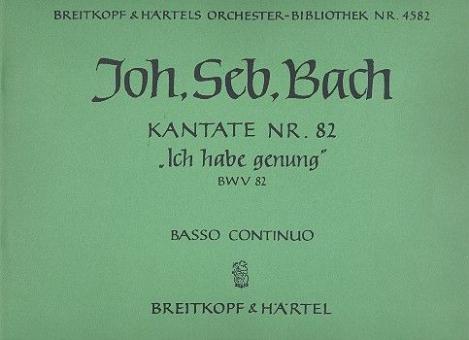 BREITKOPF & HÄRTELS ORCHESTER-BIBLIOTHEK NR. 4582
Joh. Seb. Bach
KANTATE NR. 82
„Ich habe genung”
BWV 82
BASSO CONTINUO
BREITKOPF & HÄRTEL